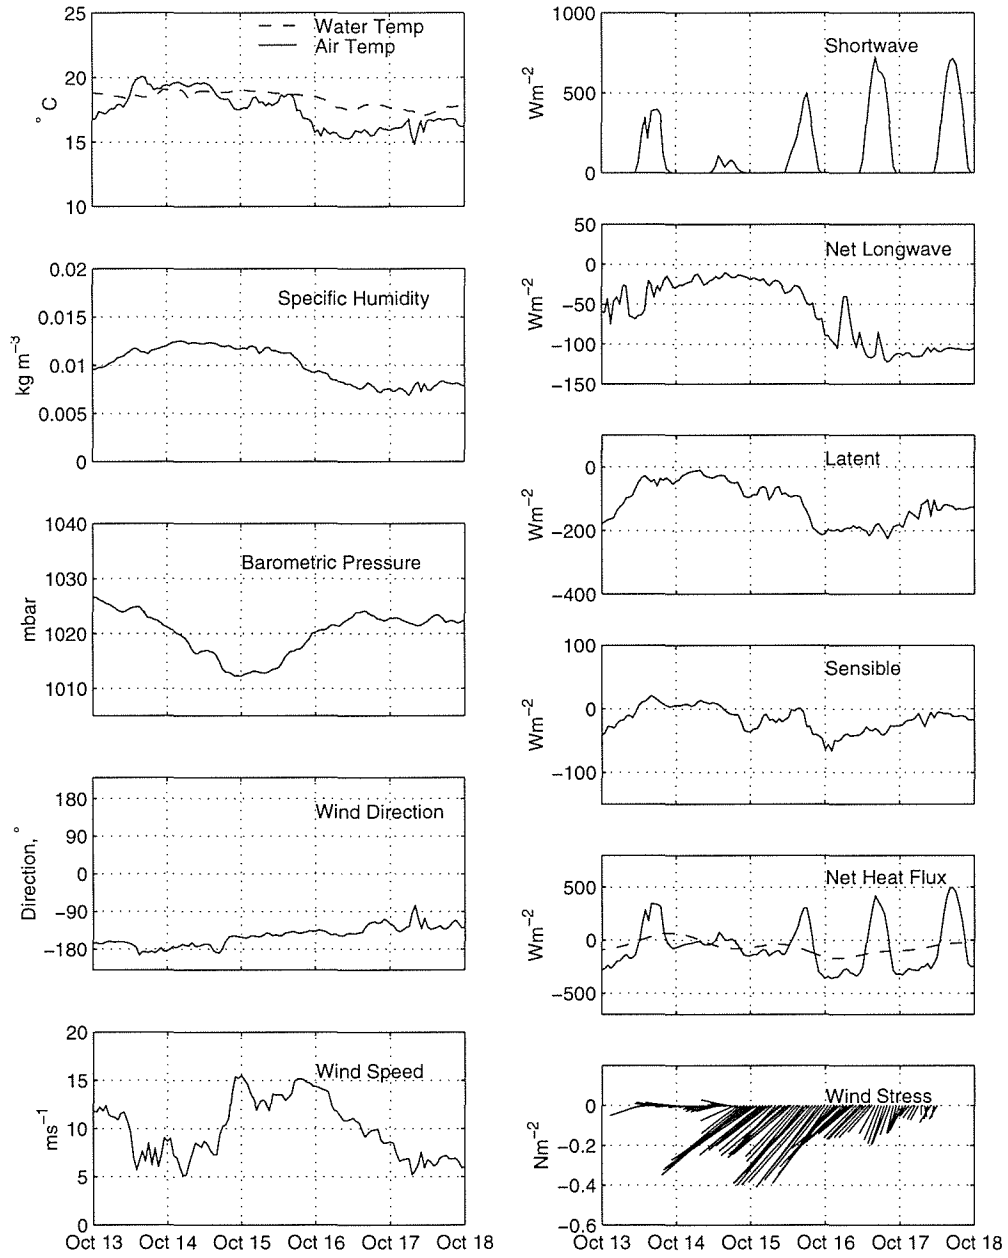 25
20
15
10
° C
Water Temp
Air Temp
0.02
0.015
0.01
0.005
0
kg m⁻³
Specific Humidity
1040
1030
1020
1010
mbar
Barometric Pressure
180
90
0
−90
−180
Direction, °
Wind Direction
20
15
10
5
0
ms⁻¹
Wind Speed
Oct 13 Oct 14 Oct 15 Oct 16 Oct 17 Oct 18
1000
500
0
Wm⁻²
Shortwave
50
0
−50
−100
−150
Wm⁻²
Net Longwave
0
−200
−400
Wm⁻²
Latent
100
0
−100
Wm⁻²
Sensible
500
0
−500
Wm⁻²
Net Heat Flux
0
−0.2
−0.4
−0.6
Nm⁻²
Wind Stress
Oct 13 Oct 14 Oct 15 Oct 16 Oct 17 Oct 18